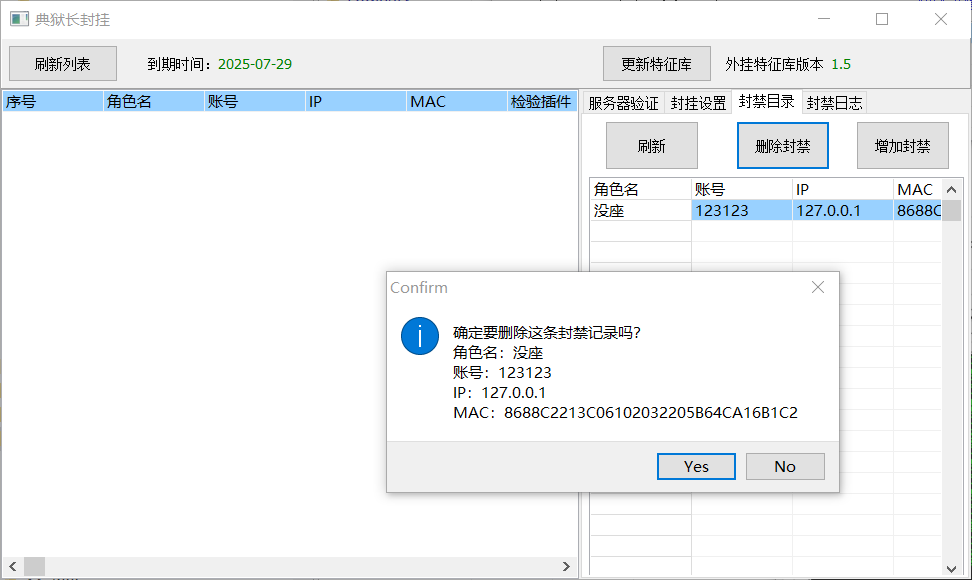 典狱长封挂
刷新列表 到期时间：2025-07-29 更新特征库 外挂特征库版本 1.5
序号 角色名 账号 IP MAC 检验插件
服务器验证 封挂设置 封禁目录 封禁日志
刷新 删除封禁 增加封禁
角色名 账号 IP MAC
没座 123123 127.0.0.1 8688C
Confirm
确定要删除这条封禁记录吗?
角色名：没座
账号：123123
IP：127.0.0.1
MAC：8688C2213C06102032205B64CA16B1C2
Yes No